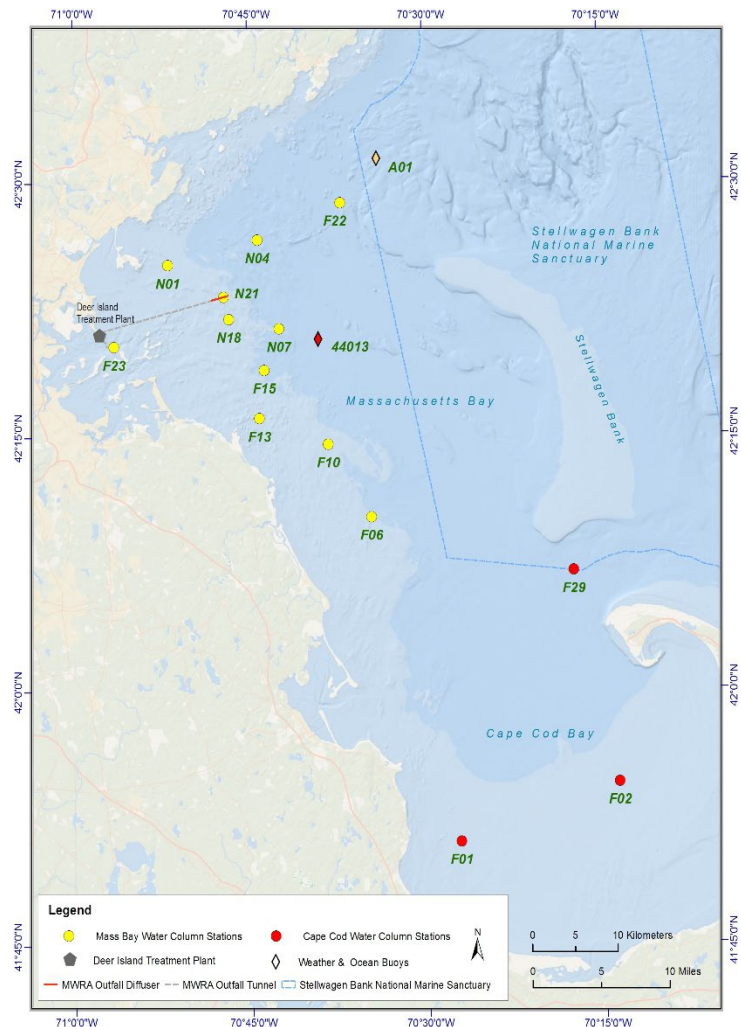 71°0'0"W
70°45'0"W
70°30'0"W
70°15'0"W
42°30'0"N
42°30'0"N
A01
F22
N04
Stellwagen Bank
National Marine
Sanctuary
N01
N21
Deer Island
Treatment Plant
N18
N07
44013
F23
F15
Massachusetts Bay
Stellwagen Bank
42°15'0"N
42°15'0"N
F13
F10
F06
F29
42°0'0"N
42°0'0"N
Cape Cod Bay
F02
F01
Legend
Mass Bay Water Column Stations
Cape Cod Water Column Stations
Deer Island Treatment Plant
Weather & Ocean Buoys
MWRA Outfall Diffuser
MWRA Outfall Tunnel
Stellwagen Bank National Marine Sanctuary
N
0 5 10 Kilometers
0 5 10 Miles
41°45'0"N
41°45'0"N
71°0'0"W
70°45'0"W
70°30'0"W
70°15'0"W